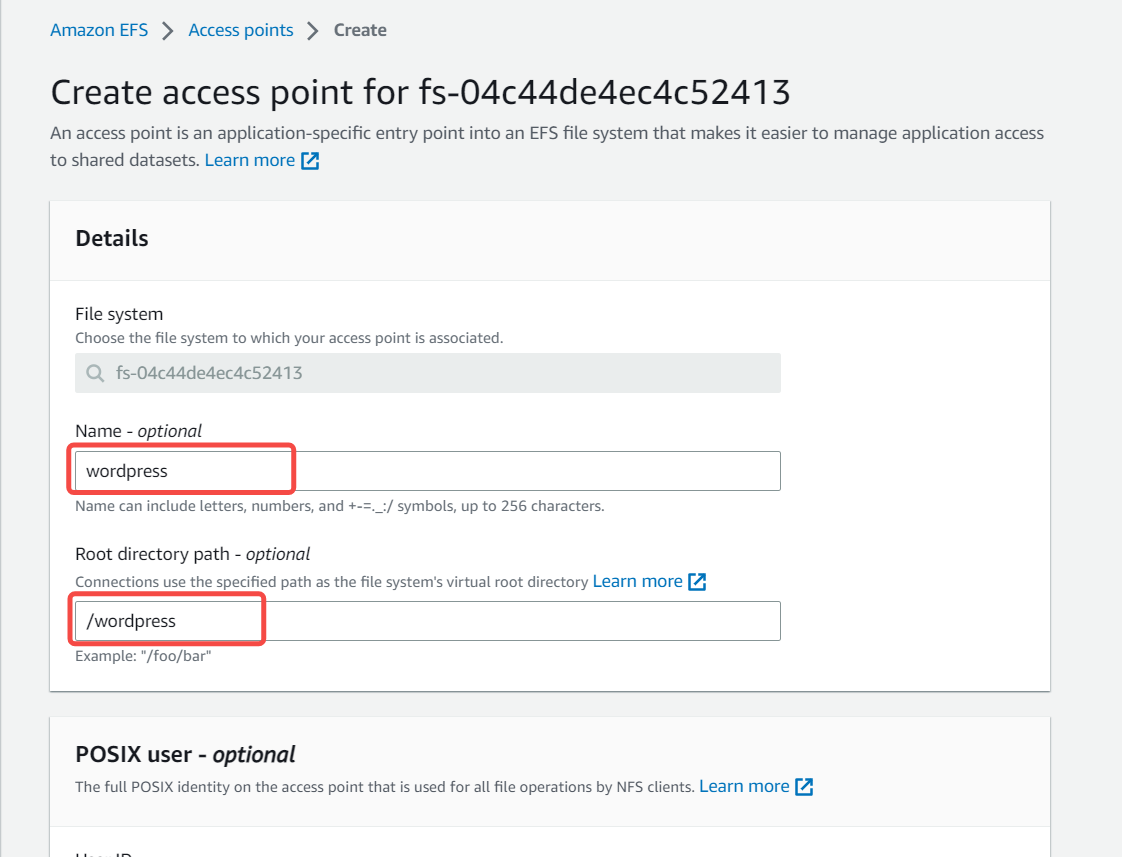 Amazon EFS > Access points > Create
Create access point for fs-04c44de4ec4c52413
An access point is an application-specific entry point into an EFS file system that makes it easier to manage application access
to shared datasets. Learn more
Details
File system
Choose the file system to which your access point is associated.
fs-04c44de4ec4c52413
Name - optional
wordpress
Name can include letters, numbers, and +-=._:/ symbols, up to 256 characters.
Root directory path - optional
Connections use the specified path as the file system's virtual root directory Learn more
/wordpress
Example: "/foo/bar"
POSIX user - optional
The full POSIX identity on the access point that is used for all file operations by NFS clients. Learn more
User ID